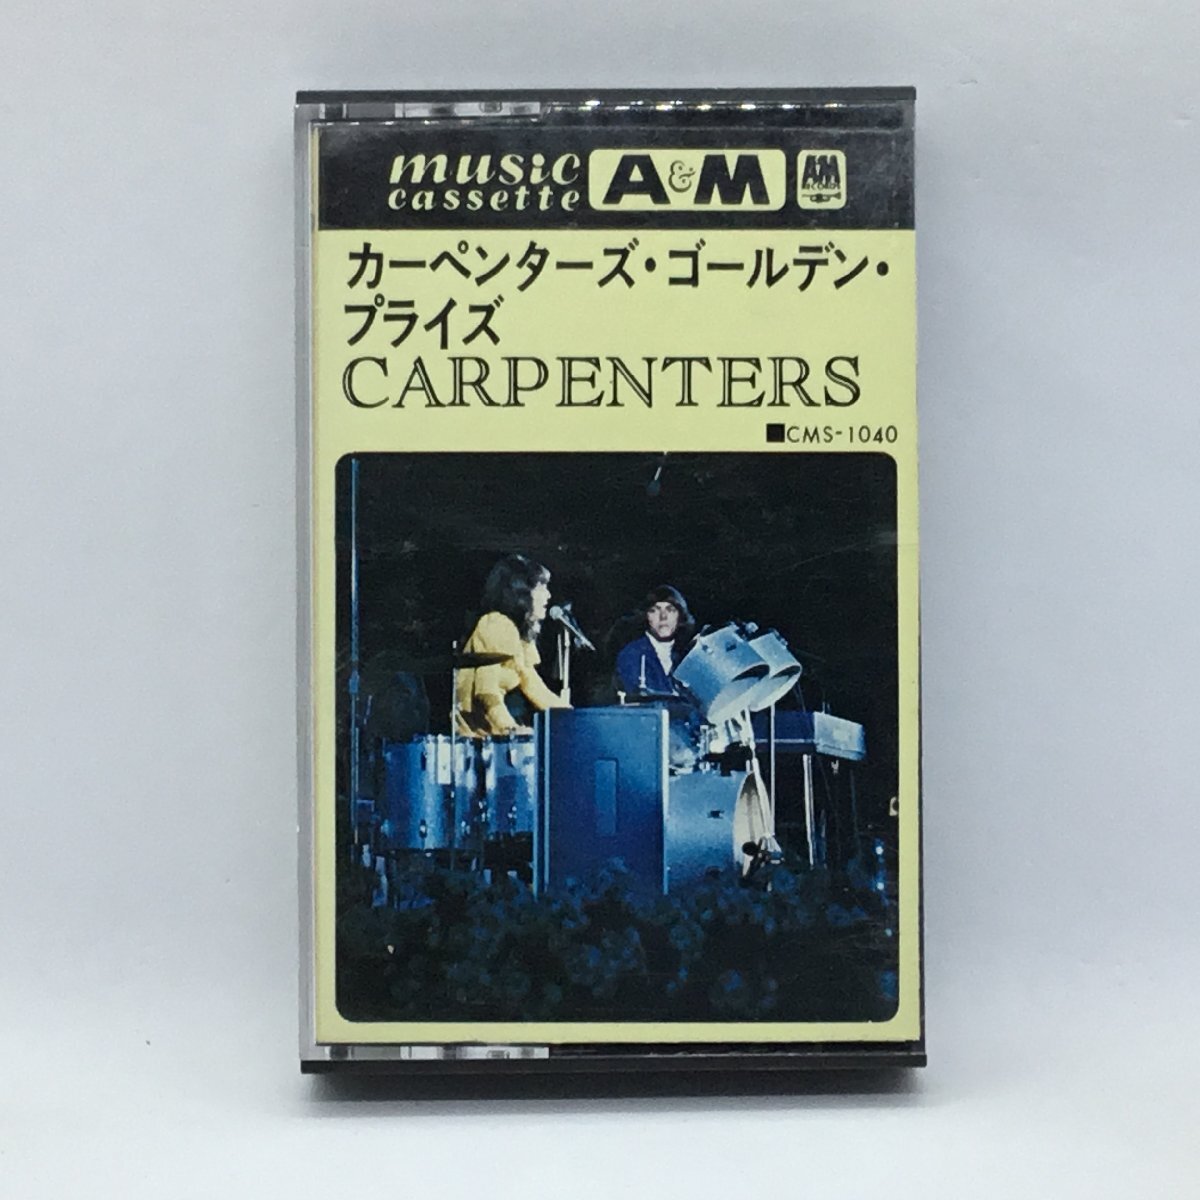 music
cassette
A&M
A&M
RECORDS
カーペンターズ・ゴールデン・
プライズ
CARPENTERS
■CMS-1040